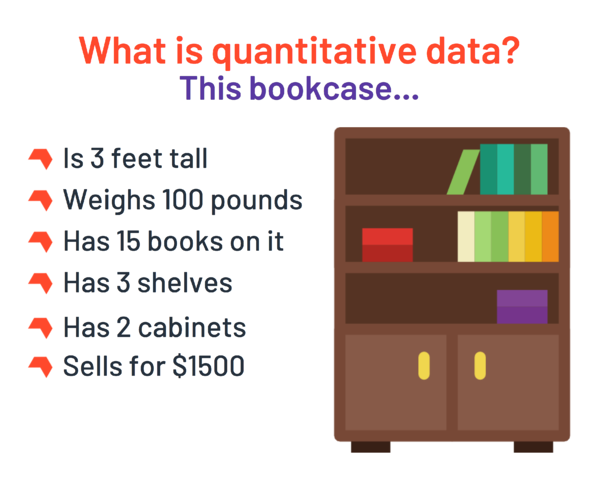 What is quantitative data?
This bookcase...
Is 3 feet tall
Weighs 100 pounds
Has 15 books on it
Has 3 shelves
Has 2 cabinets
Sells for $1500